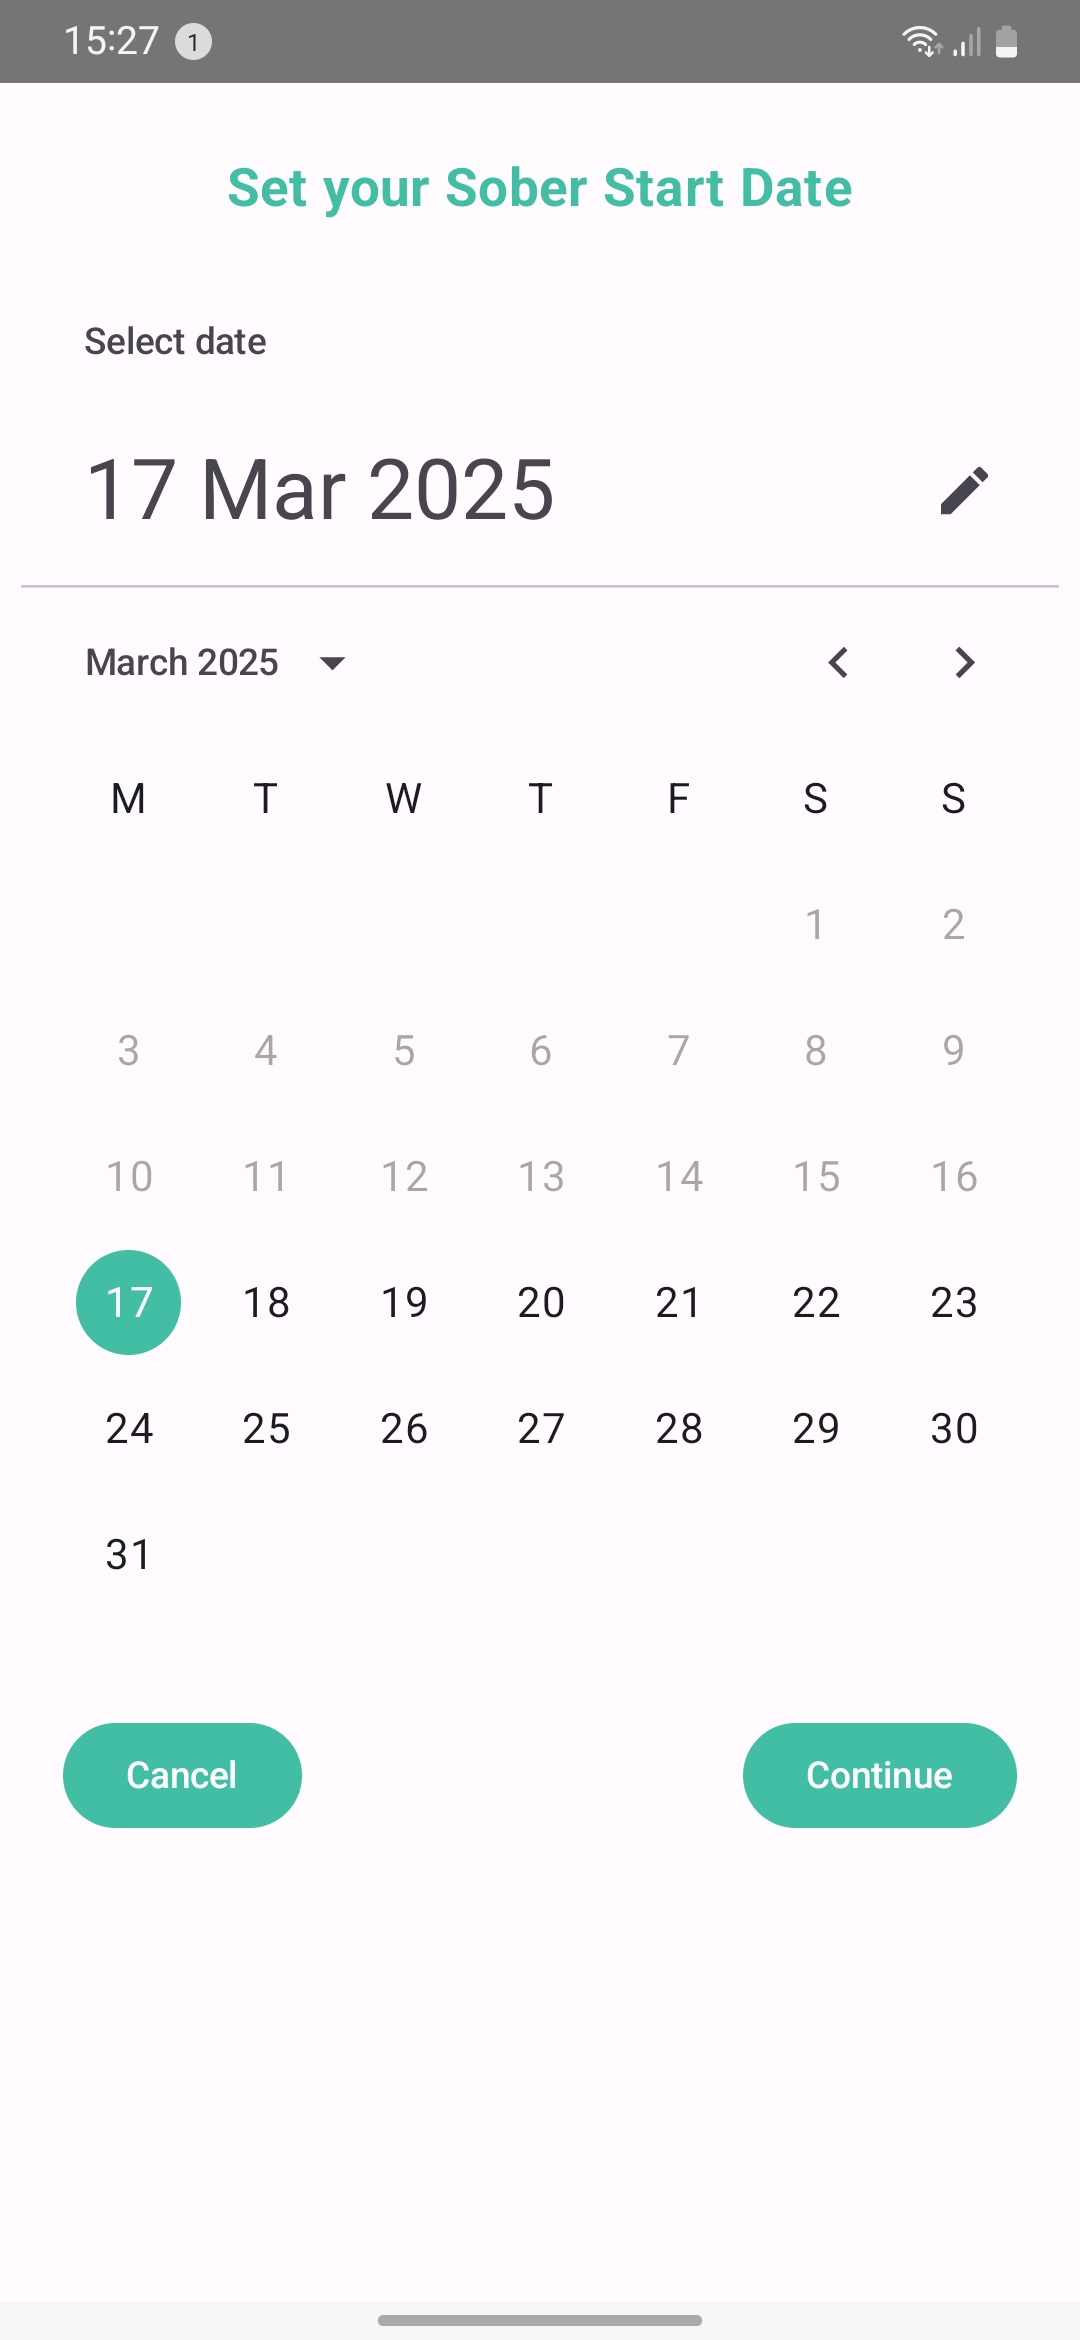 15:27 1
Set your Sober Start Date
Select date
17 Mar 2025
March 2025
M T W T F S S
1 2
3 4 5 6 7 8 9
10 11 12 13 14 15 16
17 18 19 20 21 22 23
24 25 26 27 28 29 30
31
Cancel Continue